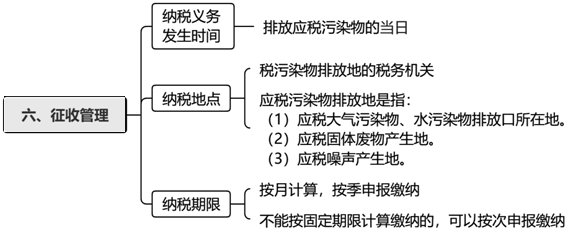 六、征收管理
纳税义务
发生时间
排放应税污染物的当日
纳税地点
税污染物排放地的税务机关
应税污染物排放地是指：
（1）应税大气污染物、水污染物排放口所在地。
（2）应税固体废物产生地。
（3）应税噪声产生地。
纳税期限
按月计算，按季申报缴纳
不能按固定期限计算缴纳的，可以按次申报缴纳